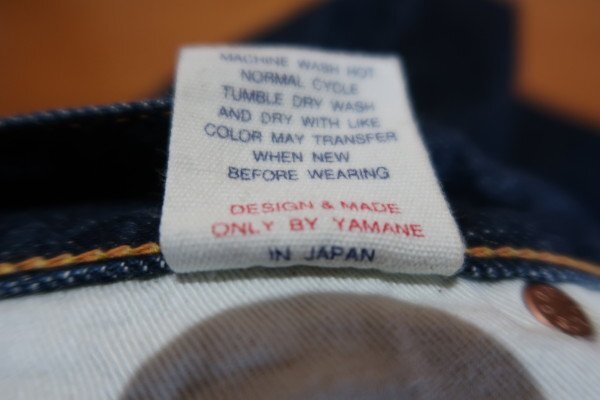 MACHINE WASH HOT
NORMAL CYCLE
TUMBLE DRY WASH
AND DRY WITH LIKE
COLOR MAY TRANSFER
WHEN NEW
BEFORE WEARING
DESIGN & MADE
ONLY BY YAMANE
IN JAPAN